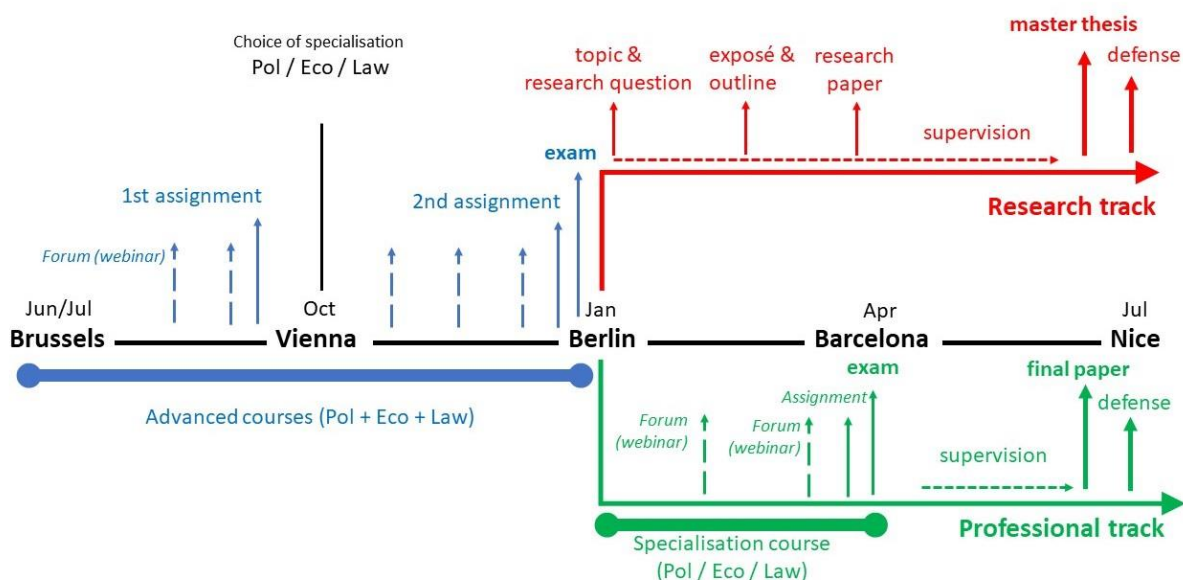 Choice of specialisation
Pol / Eco / Law
topic &
research question
exposé &
outline
research
paper
master thesis
defense
supervision
Research track
exam
1st assignment
2nd assignment
Forum (webinar)
Jun/Jul
Brussels
Oct
Vienna
Jan
Berlin
Apr
Barcelona
Jul
Nice
Advanced courses (Pol + Eco + Law)
exam
Assignment
Forum
(webinar)
Forum
(webinar)
final paper
defense
supervision
Professional track
Specialisation course
(Pol / Eco / Law)